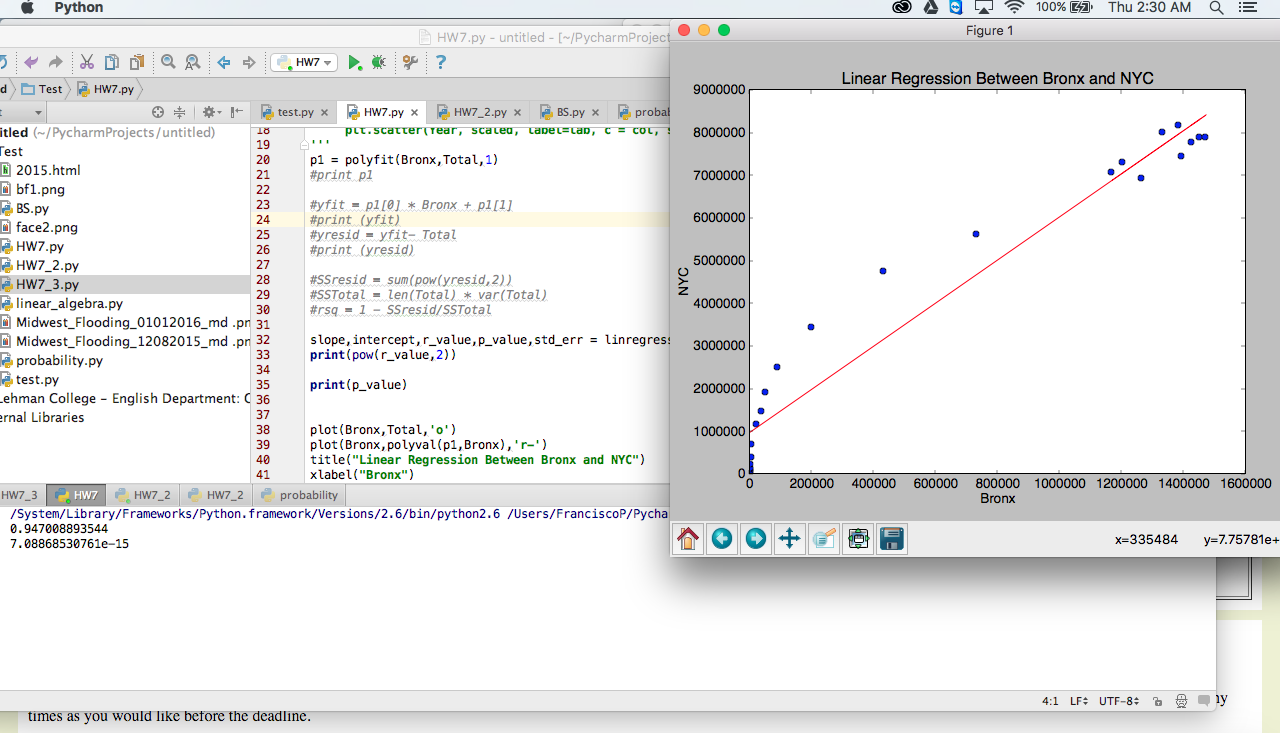 Python
100%
Thu 2:30 AM
HW7.py - untitled - [~/PycharmProject
HW7
Test
HW7.py
test.py
HW7.py
HW7_2.py
BS.py
probab
itled (~/PycharmProjects/untitled)
Test
2015.html
bf1.png
BS.py
face2.png
HW7.py
HW7_2.py
HW7_3.py
linear_algebra.py
Midwest_Flooding_01012016_md .pn
Midwest_Flooding_12082015_md .pn
probability.py
test.py
Lehman College – English Department: C
ernal Libraries
18 plt.scatter(Year, scaled, label=lab, c = col, s
19 '''
20 p1 = polyfit(Bronx,Total,1)
21 #print p1
22
23 #yfit = p1[0] * Bronx + p1[1]
24 #print (yfit)
25 #yresid = yfit- Total
26 #print (yresid)
27
28 #SSresid = sum(pow(yresid,2))
29 #SSTotal = len(Total) * var(Total)
30 #rsq = 1 - SSresid/SSTotal
31
32 slope,intercept,r_value,p_value,std_err = linregress
33 print(pow(r_value,2))
34
35 print(p_value)
36
37
38 plot(Bronx,Total,'o')
39 plot(Bronx,polyval(p1,Bronx),'r-')
40 title("Linear Regression Between Bronx and NYC")
41 xlabel("Bronx")
HW7_3
HW7
HW7_2
HW7_2
probability
/System/Library/Frameworks/Python.framework/Versions/2.6/bin/python2.6 /Users/FranciscoP/Pycha
0.947008893544
7.08868530761e-15
Figure 1
Linear Regression Between Bronx and NYC
9000000
8000000
7000000
6000000
5000000
4000000
3000000
2000000
1000000
0
NYC
0 200000 400000 600000 800000 1000000 1200000 1400000 1600000
Bronx
x=335484 y=7.75781e+
4:1 LF UTF-8
ny
times as you would like before the deadline.